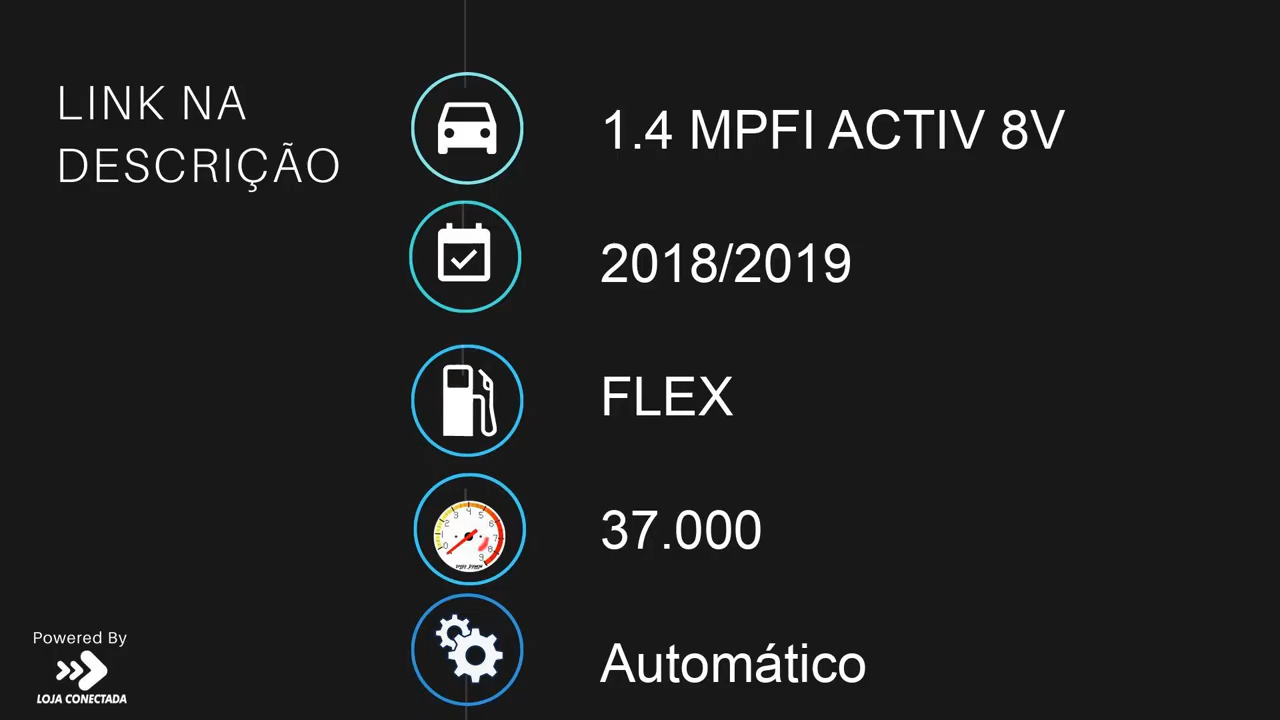 LINK NA
DESCRIÇÃO
1.4 MPFI ACTIV 8V
2018/2019
FLEX
37.000
Automático
Powered By
LOJA CONECTADA